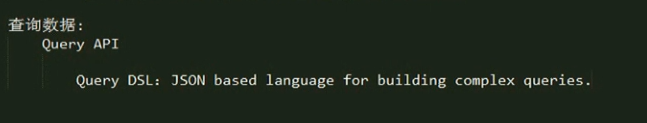 查询数据:
Query API
Query DSL: JSON based language for building complex queries.